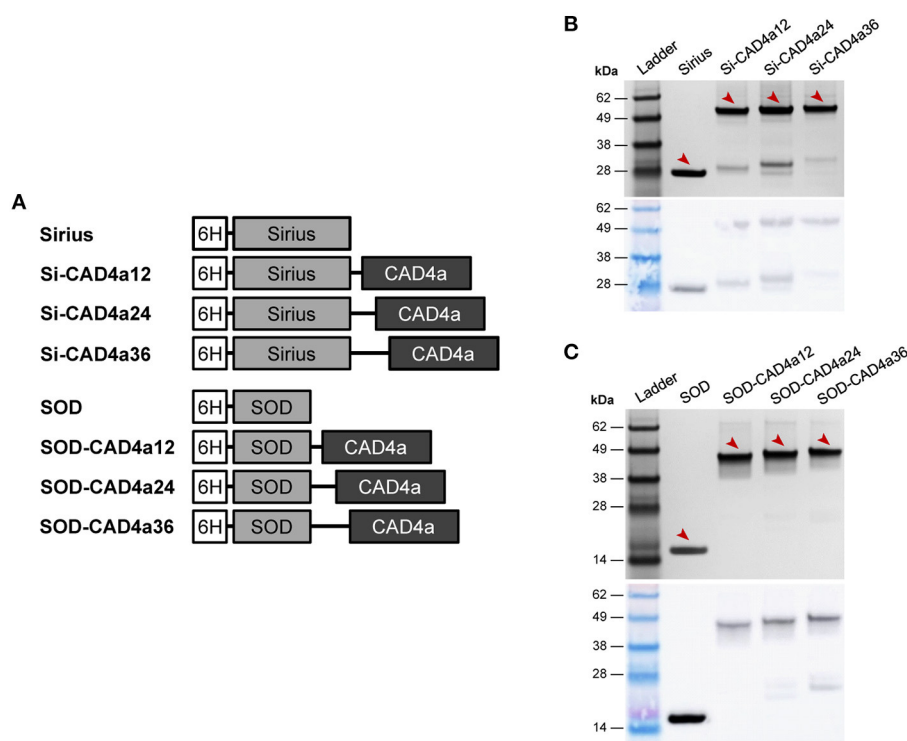 A
Sirius 6H Sirius
Si-CAD4a12 6H Sirius CAD4a
Si-CAD4a24 6H Sirius CAD4a
Si-CAD4a36 6H Sirius CAD4a
SOD 6H SOD
SOD-CAD4a12 6H SOD CAD4a
SOD-CAD4a24 6H SOD CAD4a
SOD-CAD4a36 6H SOD CAD4a
B
kDa Ladder Sirius Si-CAD4a12 Si-CAD4a24 Si-CAD4a36
62
49
38
28
62
49
38
28
C
kDa Ladder SOD SOD-CAD4a12 SOD-CAD4a24 SOD-CAD4a36
62
49
38
28
14
62
49
38
28
14